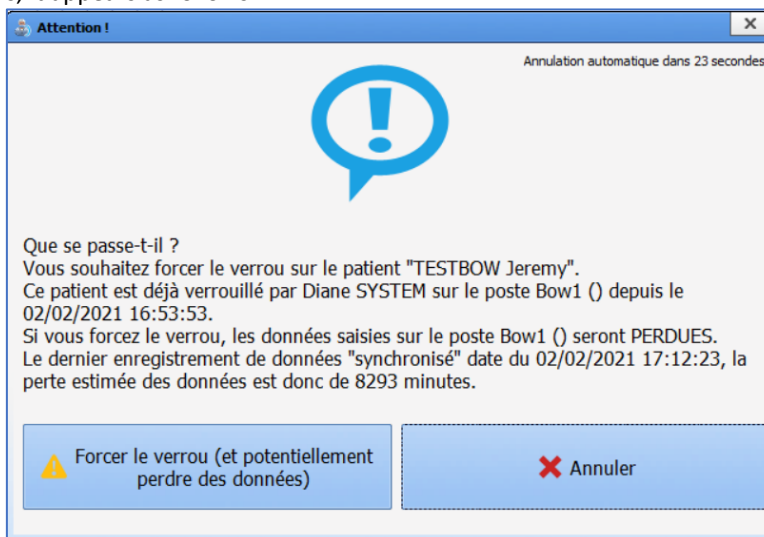 Attention !
Annulation automatique dans 23 secondes
Que se passe-t-il ?
Vous souhaitez forcer le verrou sur le patient "TESTBOW Jeremy".
Ce patient est déjà verrouillé par Diane SYSTEM sur le poste Bow1 () depuis le
02/02/2021 16:53:53.
Si vous forcez le verrou, les données saisies sur le poste Bow1 () seront PERDUES.
Le dernier enregistrement de données "synchronisé" date du 02/02/2021 17:12:23, la
perte estimée des données est donc de 8293 minutes.
Forcer le verrou (et potentiellement
perdre des données)
Annuler